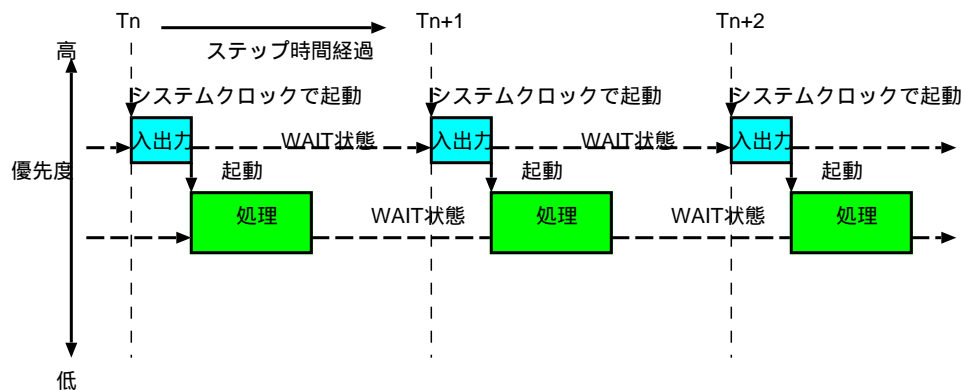 Tn
Tn+1
Tn+2
ステップ時間経過
高
システムクロックで起動
システムクロックで起動
システムクロックで起動
入出力
WAIT状態
入出力
WAIT状態
入出力
優先度
起動
起動
起動
処理
WAIT状態
処理
WAIT状態
処理
低